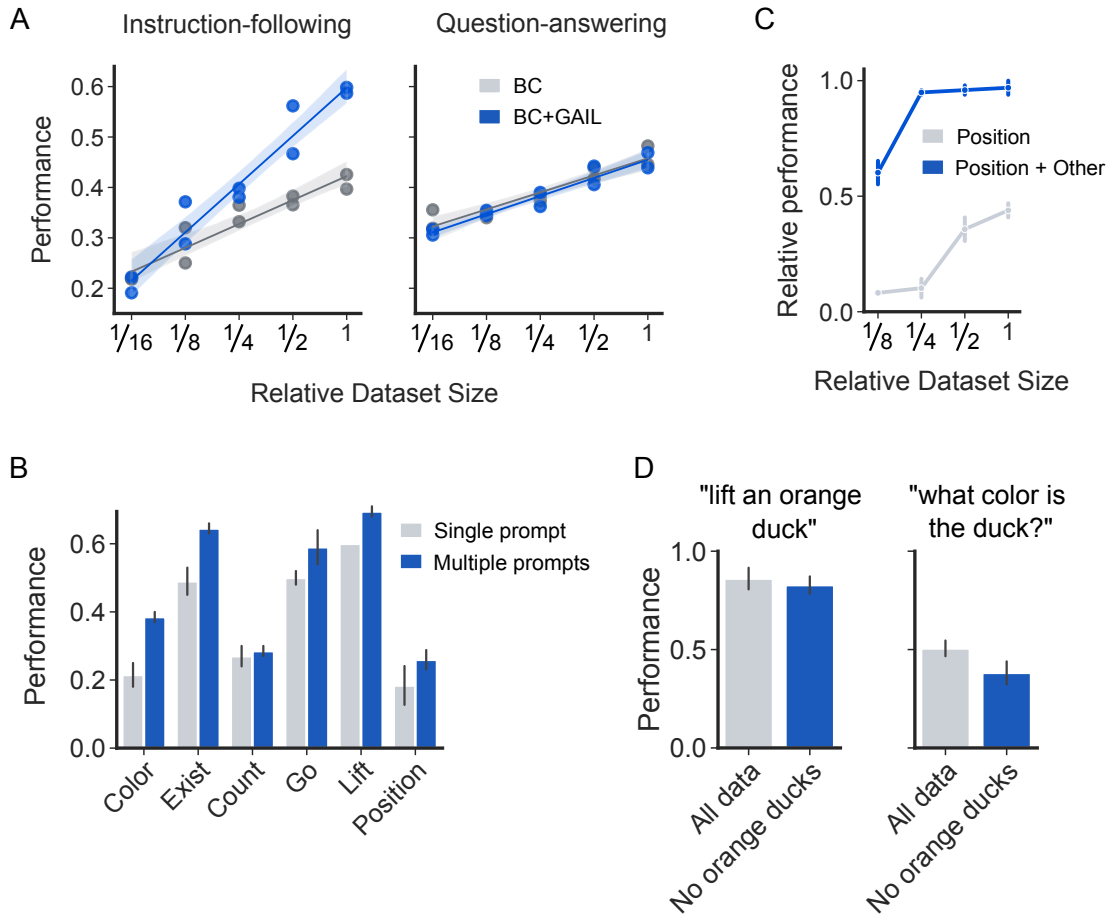 A
Instruction-following
Question-answering
Performance
0.6
0.5
0.4
0.3
0.2
BC
BC+GAIL
1/16
1/8
1/4
1/2
1
1/16
1/8
1/4
1/2
1
Relative Dataset Size
C
Relative performance
1.0
0.5
0.0
Position
Position + Other
1/8
1/4
1/2
1
Relative Dataset Size
B
Performance
0.6
0.4
0.2
0.0
Single prompt
Multiple prompts
Color
Exist
Count
Go
Lift
Position
D
"lift an orange
duck"
"what color is
the duck?"
Performance
1.0
0.5
0.0
All data
No orange ducks
All data
No orange ducks